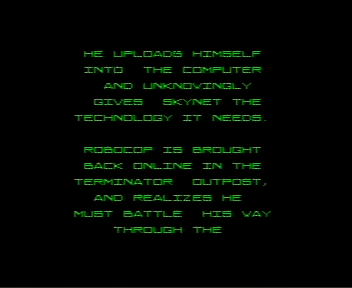 HE UPLOADS HIMSELF
INTO THE COMPUTER
AND UNKNOWINGLY
GIVES SKYNET THE
TECHNOLOGY IT NEEDS.
ROBOCOP IS BROUGHT
BACK ONLINE IN THE
TERMINATOR OUTPOST,
AND REALIZES HE
MUST BATTLE HIS WAY
THROUGH THE